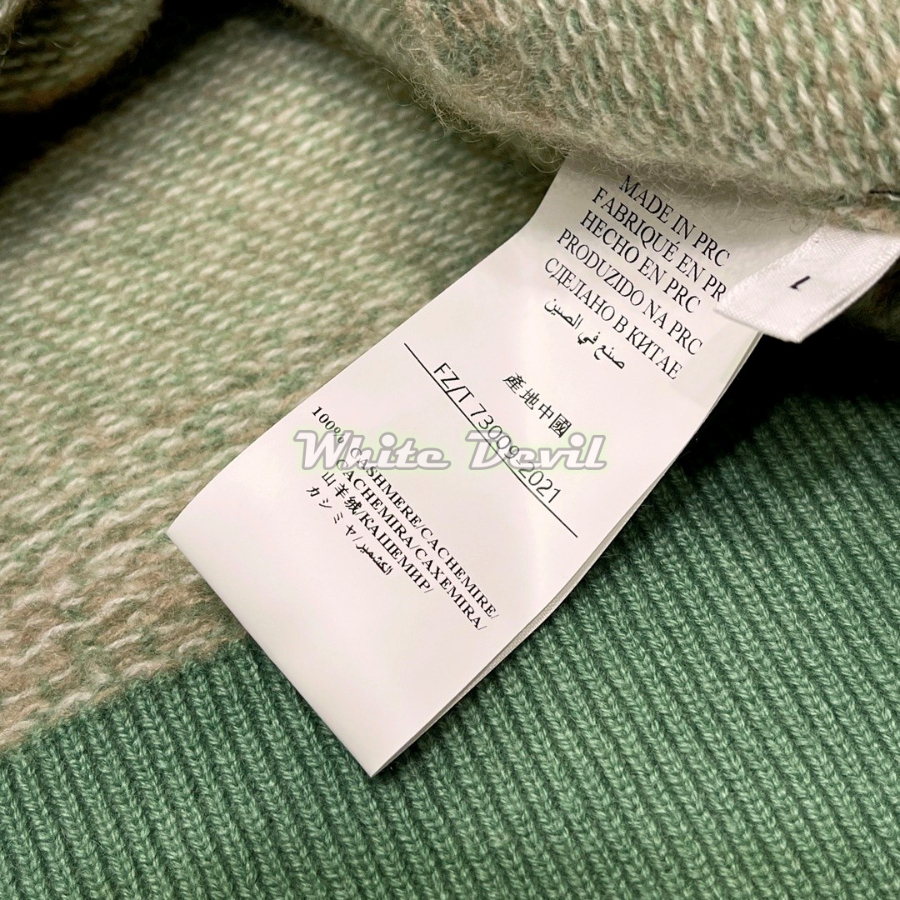 MADE IN PRC
FABRIQUÉ EN PR
HECHO EN PRC
PRODUZIDO NA PRC
СДЕЛАНО В КИТАЕ
صنع في الصين
產地中國
FZ/T 73009-2021
White Devil
100% CASHMERE/CACHEMIRE/
CACHEMIRA/CAXEMIRA/
山羊绒/КАШЕМИР/
カシミヤ/الكشمير
L